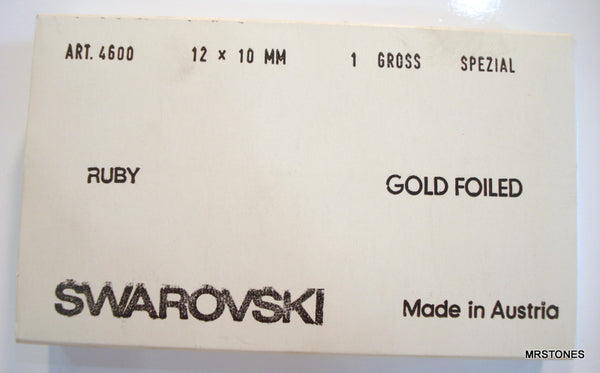 ART. 4600 12 × 10 MM 1 GROSS SPEZIAL
RUBY GOLD FOILED
SWAROVSKI Made in Austria
MRSTONES